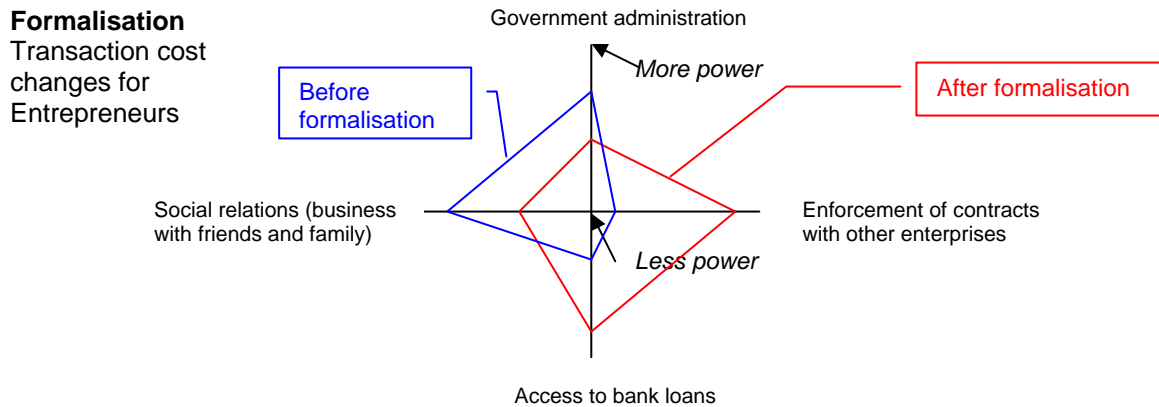 Formalisation
Transaction cost
changes for
Entrepreneurs
Government administration
More power
Before
formalisation
After formalisation
Social relations (business
with friends and family)
Enforcement of contracts
with other enterprises
Less power
Access to bank loans